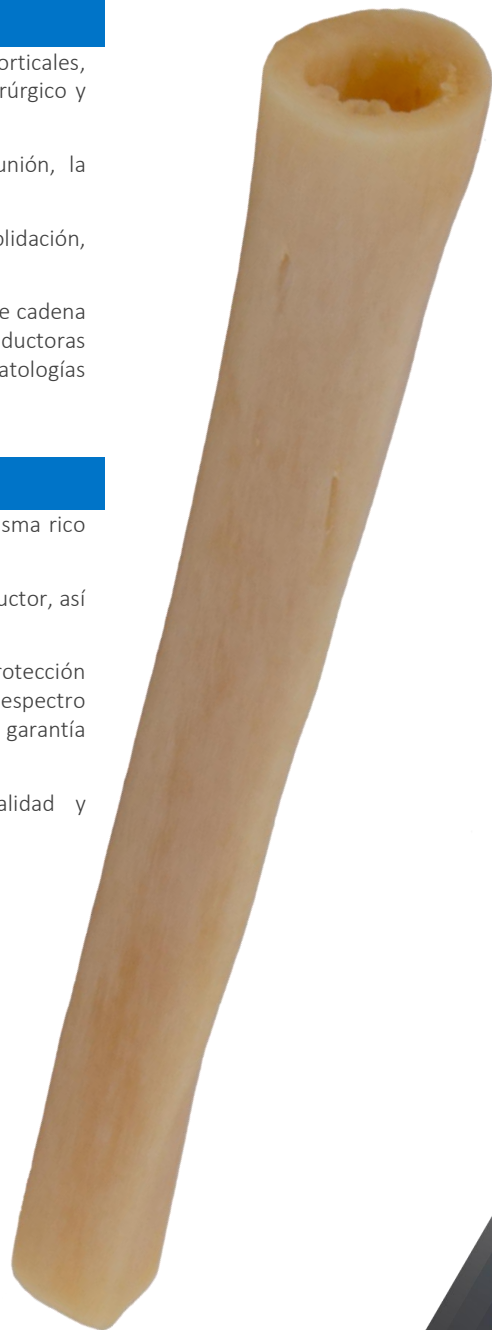 orticales,
rúrgico y
unión, la
olidación,
e cadena
ductoras
atologías
sma rico
uctor, así
rotección
espectro
garantía
alidad y